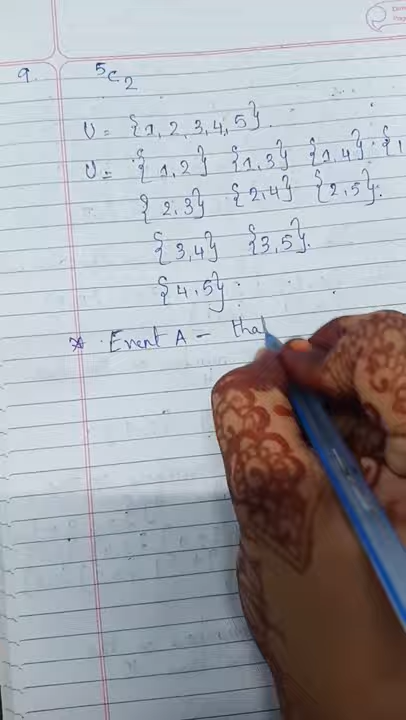 9. ⁵C₂
U = {1, 2, 3, 4, 5}.
U = {1, 2} {1, 3} {1, 4} {1
{2, 3} {2, 4} {2, 5}.
{3, 4} {3, 5}.
{4, 5}.
* Event A - tha